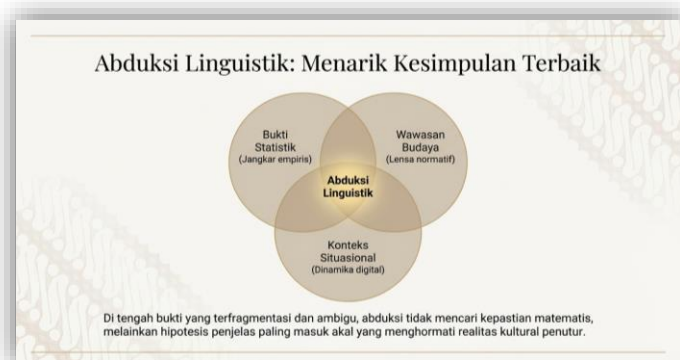 Abduksi Linguistik: Menarik Kesimpulan Terbaik
Bukti
Statistik
(Jangkar empiris)
Wawasan
Budaya
(Lensa normatif)
Abduksi
Linguistik
Konteks
Situasional
(Dinamika digital)
Di tengah bukti yang terfragmentasi dan ambigu, abduksi tidak mencari kepastian matematis,
melainkan hipotesis penjelas paling masuk akal yang menghormati realitas kultural penutur.